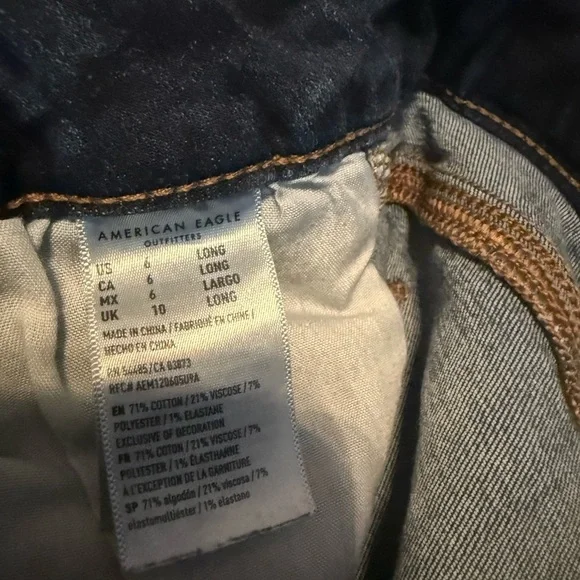 AMERICAN EAGLE
OUTFITTERS
US 6 LONG
CA 6 LONG
MX 6 LARGO
UK 10 LONG
MADE IN CHINA / FABRIQUÉ EN CHINE /
HECHO EN CHINA
RN 54485/CA 03873
RFC# AEM120605U9A
EN 71% COTTON / 21% VISCOSE / 7%
POLYESTER / 1% ELASTANE
EXCLUSIVE OF DECORATION
FR 71% COTON / 21% VISCOSE / 7%
POLYESTER / 1% ÉLASTHANNE
À L'EXCEPTION DE LA GARNITURE
SP 71% algodón / 21% viscosa / 7%
elastomultiéster / 1% elastano